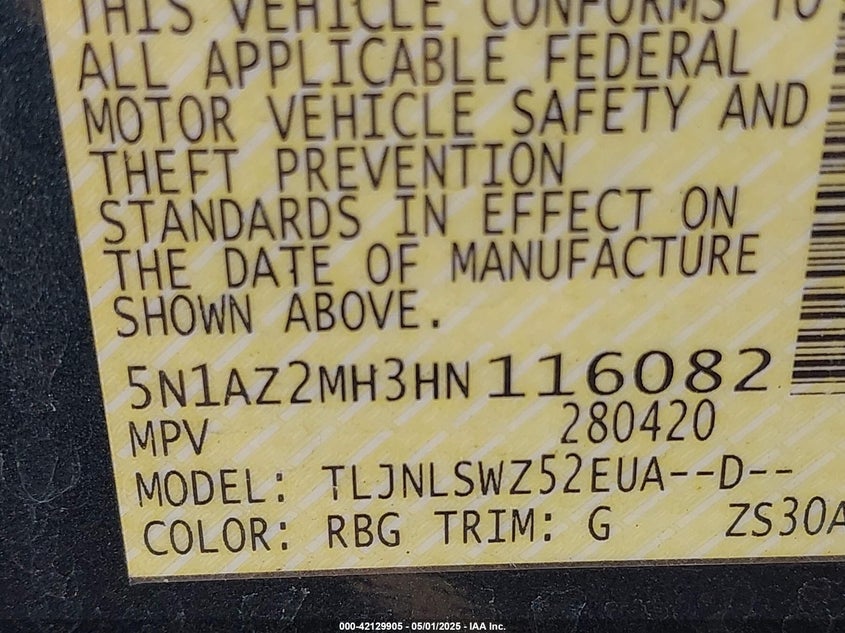 THIS VEHICLE CONFORMS TO
ALL APPLICABLE FEDERAL
MOTOR VEHICLE SAFETY AND
THEFT PREVENTION
STANDARDS IN EFFECT ON
THE DATE OF MANUFACTURE
SHOWN ABOVE.
5N1AZ2MH3HN116082
MPV 280420
MODEL: TLJNLSWZ52EUA--D--
COLOR: RBG TRIM: G ZS30A
000-42129905 - 05/01/2025 - IAA Inc.